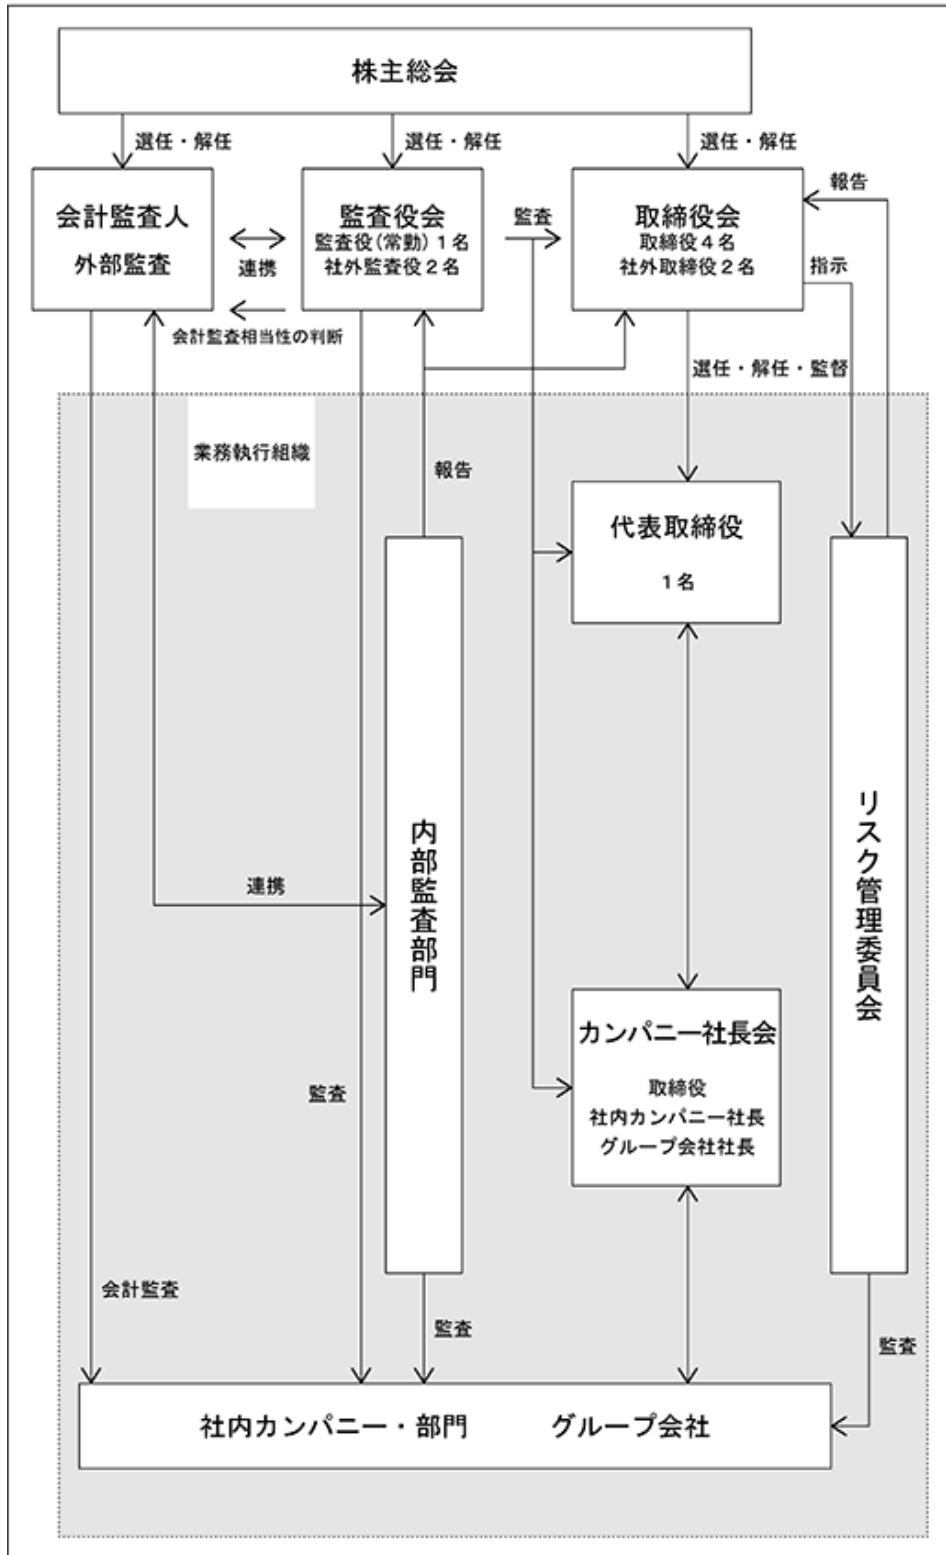 株主総会
選任・解任
選任・解任
選任・解任
会計監査人
外部監査
連携
会計監査相当性の判断
監査役会
監査役(常勤)1名
社外監査役2名
監査
取締役会
取締役4名
社外取締役2名
報告
指示
選任・解任・監督
業務執行組織
報告
代表取締役
1名
内部監査部門
連携
リスク管理委員会
カンパニー社長会
取締役
社内カンパニー社長
グループ会社社長
監査
会計監査
監査
監査
社内カンパニー・部門 グループ会社